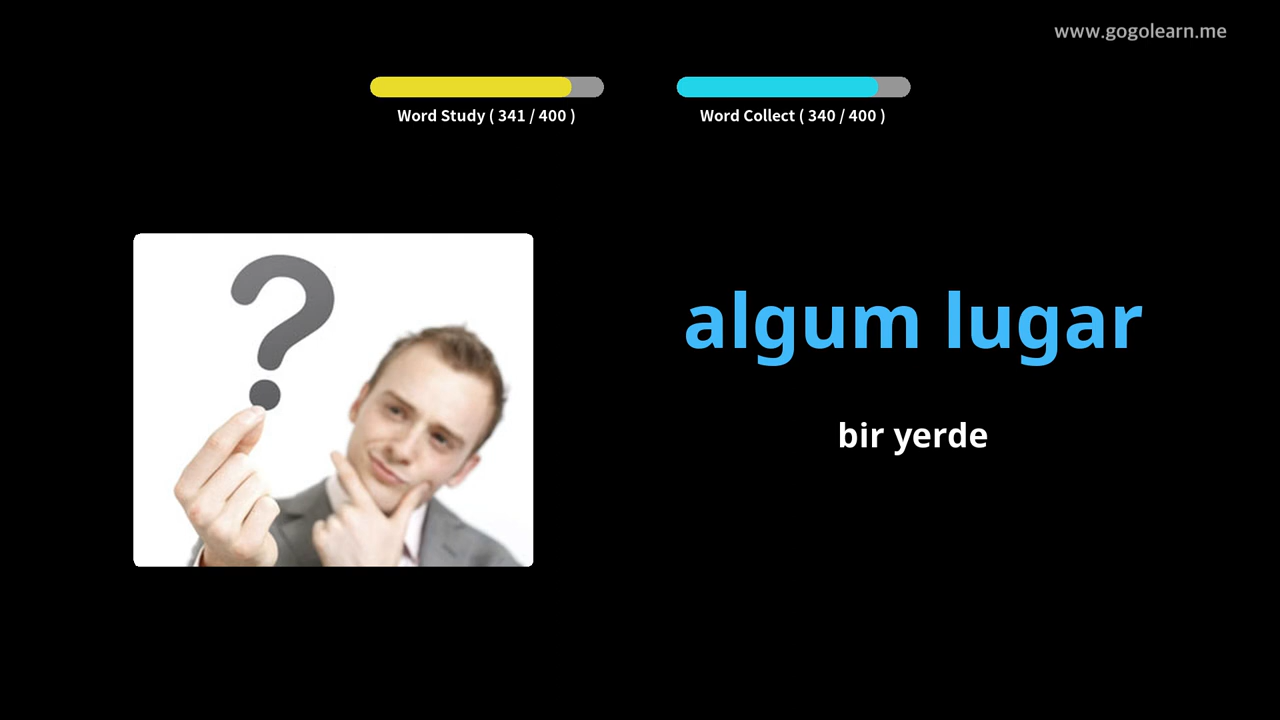 www.gogolearn.me
Word Study ( 341 / 400 )
Word Collect ( 340 / 400 )
algum lugar
bir yerde